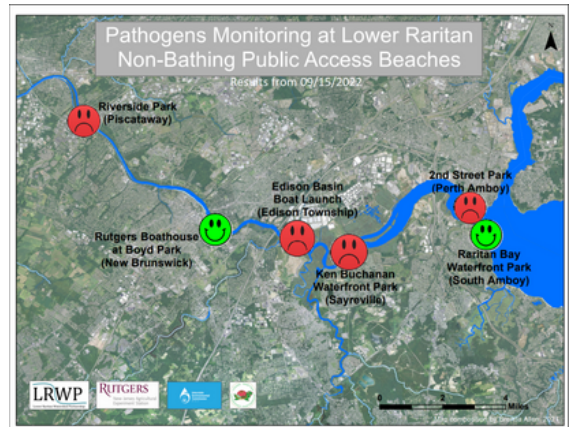 Pathogens Monitoring at Lower Raritan
Non-Bathing Public Access Beaches
Results from 09/15/2022
Riverside Park
(Piscataway)
Rutgers Boathouse
at Boyd Park
(New Brunswick)
Edison Basin
Boat Launch
(Edison Township)
Ken Buchanan
Waterfront Park
(Sayreville)
2nd Street Park
(Perth Amboy)
Raritan Bay
Waterfront Park
(South Amboy)
N
LRWP
RUTGERS
0 1 2 4
Miles